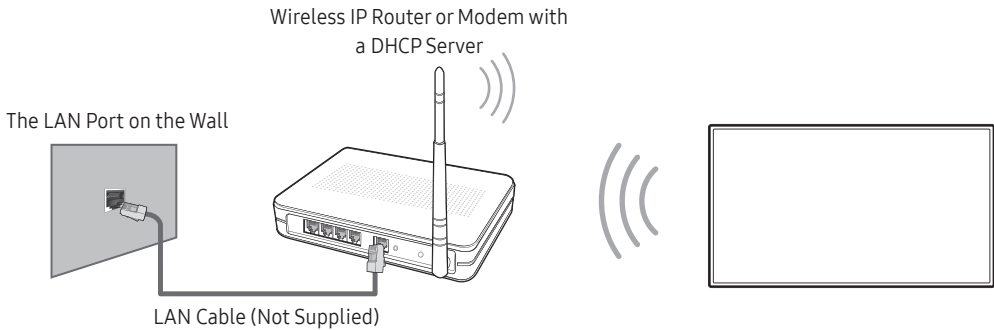 Wireless IP Router or Modem with
a DHCP Server
The LAN Port on the Wall
LAN Cable (Not Supplied)